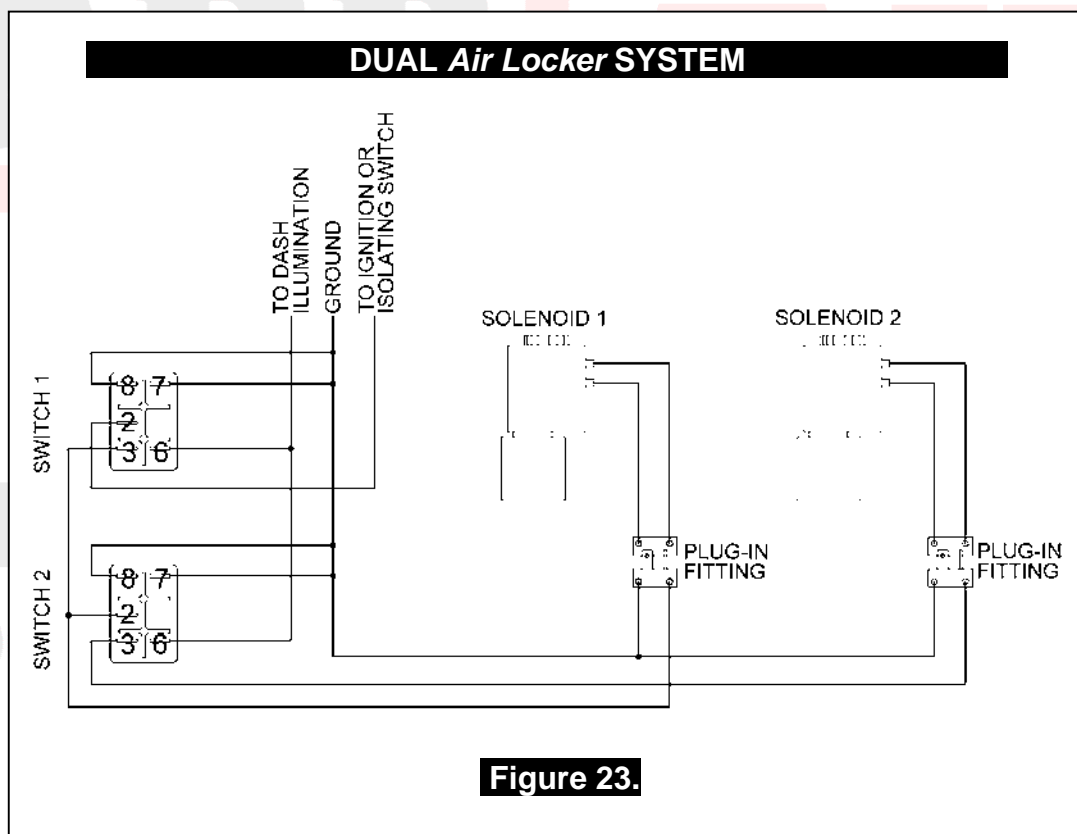 DUAL Air Locker SYSTEM
TO DASH
ILLUMINATION
GROUND
TO IGNITION OR
ISOLATING SWITCH
SOLENOID 1
SOLENOID 2
SWITCH 1
8 7
2
3 6
SWITCH 2
8 7
2
3 6
PLUG-IN
FITTING
PLUG-IN
FITTING
Figure 23.